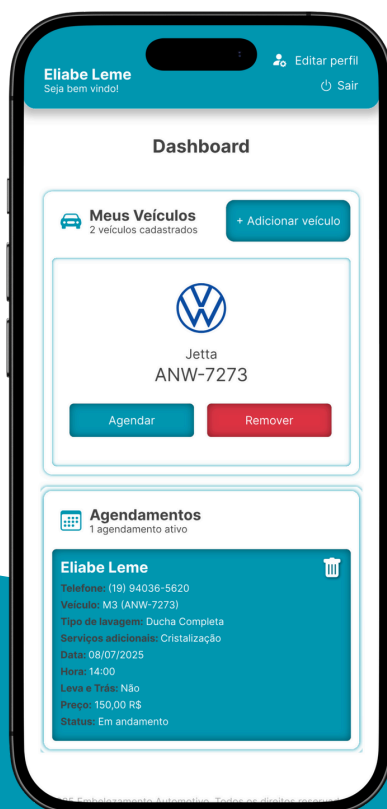 Eliabe Leme
Seja bem vindo!
Editar perfil
Sair
Dashboard
Meus Veículos
2 veículos cadastrados
+ Adicionar veículo
Jetta
ANW-7273
Agendar
Remover
Agendamentos
1 agendamento ativo
Eliabe Leme
Telefone: (19) 94036-5620
Veículo: M3 (ANW-7273)
Tipo de lavagem: Ducha Completa
Serviços adicionais: Cristalização
Data: 08/07/2025
Hora: 14:00
Leva e Trás: Não
Preço: 150,00 R$
Status: Em andamento
Embelezamento Automotivo. Todos os direitos